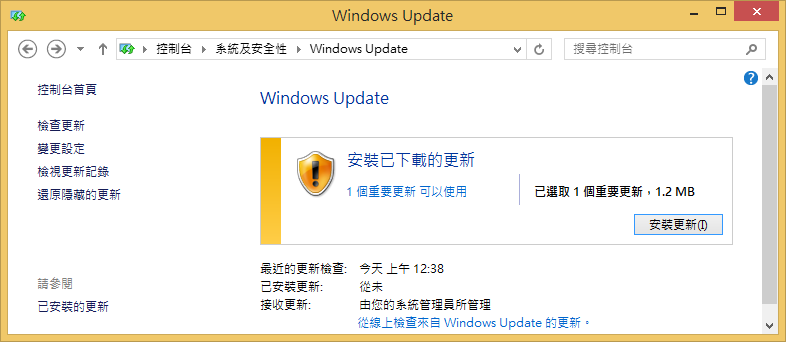 Windows Update
控制台 系統及安全性 Windows Update
搜尋控制台
控制台首頁
檢查更新
變更設定
檢視更新記錄
還原隱藏的更新
請參閱
已安裝的更新
Windows Update
安裝已下載的更新
1 個重要更新 可以使用
已選取 1 個重要更新，1.2 MB
安裝更新(I)
最近的更新檢查: 今天 上午 12:38
已安裝更新: 從未
接收更新: 由您的系統管理員所管理
從線上檢查來自 Windows Update 的更新。